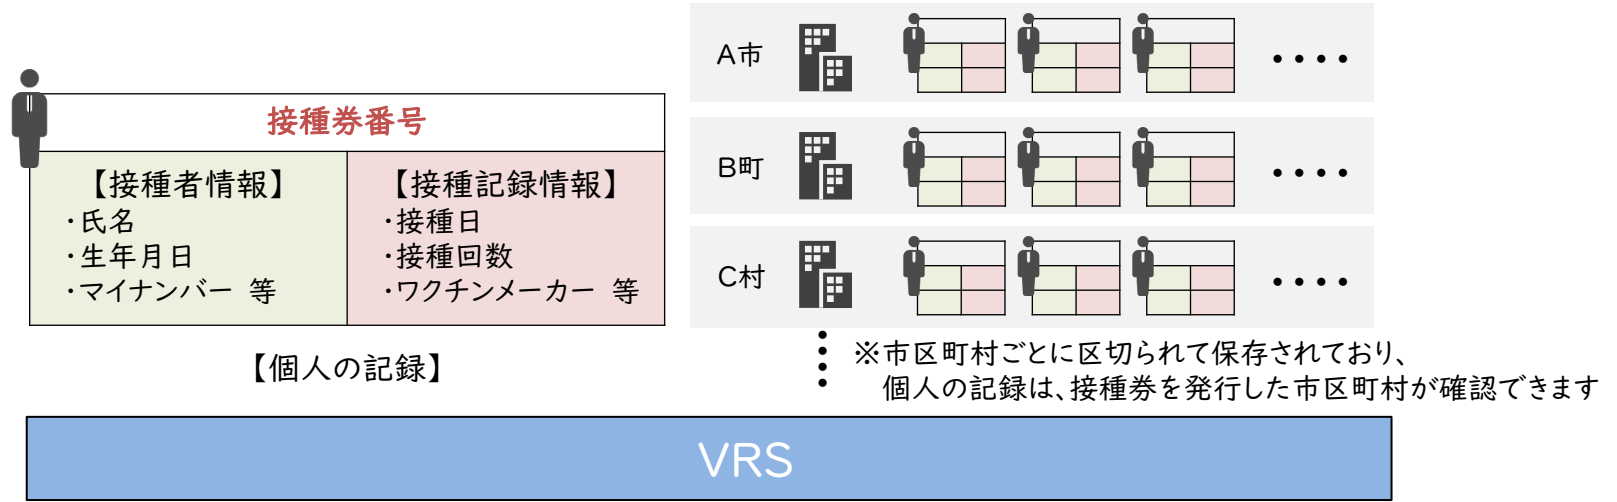 接種券番号
【接種者情報】
・氏名
・生年月日
・マイナンバー 等
【接種記録情報】
・接種日
・接種回数
・ワクチンメーカー 等
【個人の記録】
A市
B町
C村
※市区町村ごとに区切られて保存されており、
個人の記録は、接種券を発行した市区町村が確認できます
VRS